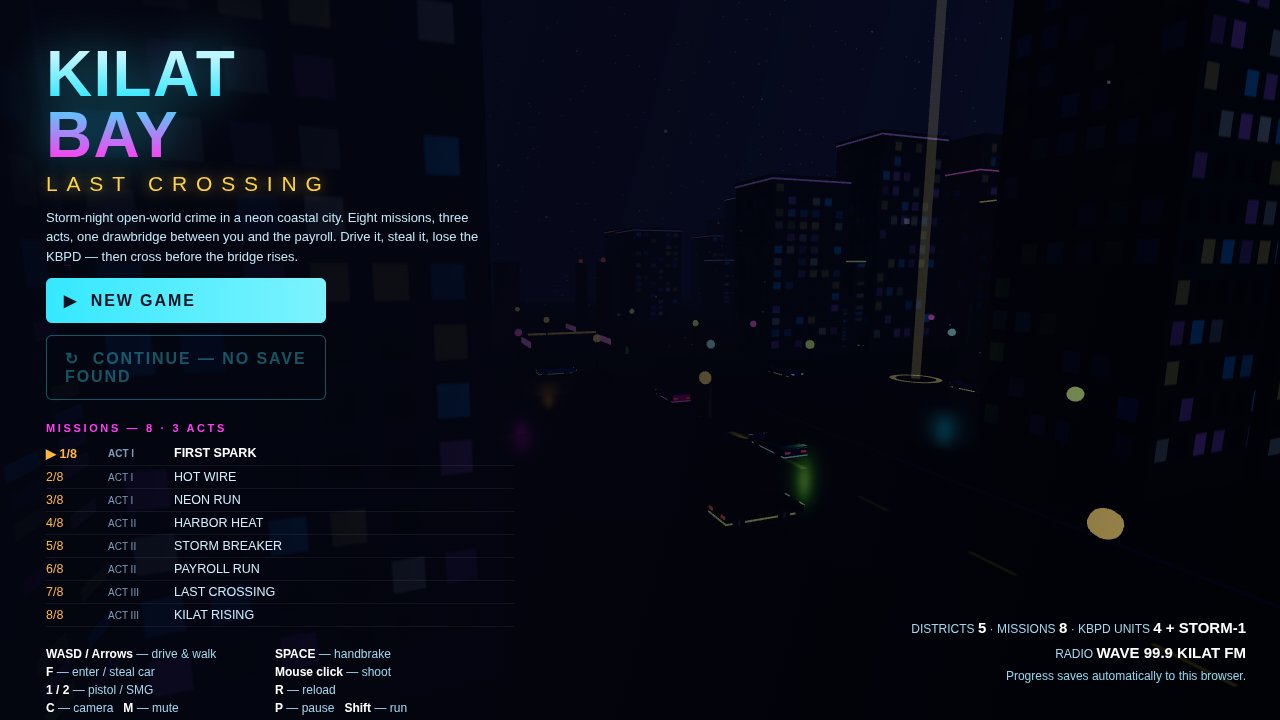 KILAT
BAY
LAST CROSSING
Storm-night open-world crime in a neon coastal city. Eight missions, three
acts, one drawbridge between you and the payroll. Drive it, steal it, lose the
KBPD — then cross before the bridge rises.
▶ NEW GAME
↻ CONTINUE — NO SAVE
FOUND
MISSIONS — 8 · 3 ACTS
▶ 1/8 ACT I FIRST SPARK
2/8 ACT I HOT WIRE
3/8 ACT I NEON RUN
4/8 ACT II HARBOR HEAT
5/8 ACT II STORM BREAKER
6/8 ACT II PAYROLL RUN
7/8 ACT III LAST CROSSING
8/8 ACT III KILAT RISING
WASD / Arrows — drive & walk SPACE — handbrake
F — enter / steal car Mouse click — shoot
1 / 2 — pistol / SMG R — reload
C — camera M — mute P — pause Shift — run
DISTRICTS 5 · MISSIONS 8 · KBPD UNITS 4 + STORM-1
RADIO WAVE 99.9 KILAT FM
Progress saves automatically to this browser.